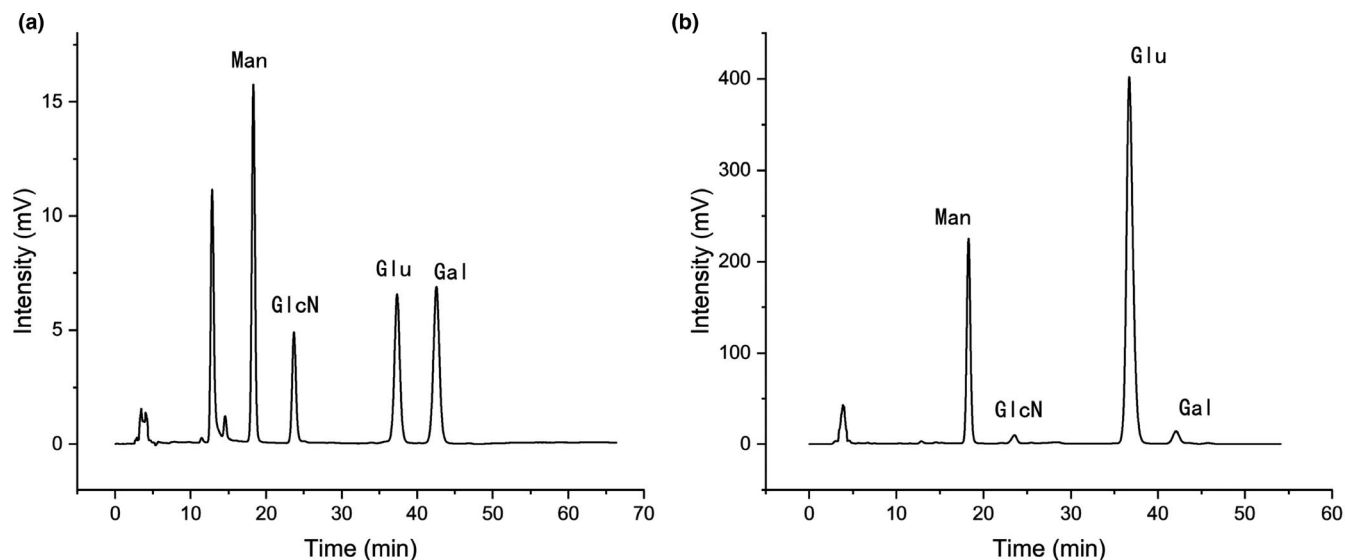 (a)
Intensity (mV)
15
10
5
0
Man
GlcN
Glu
Gal
0 10 20 30 40 50 60 70
Time (min)
(b)
Intensity (mV)
400
300
200
100
0
Man
GlcN
Glu
Gal
0 10 20 30 40 50 60
Time (min)